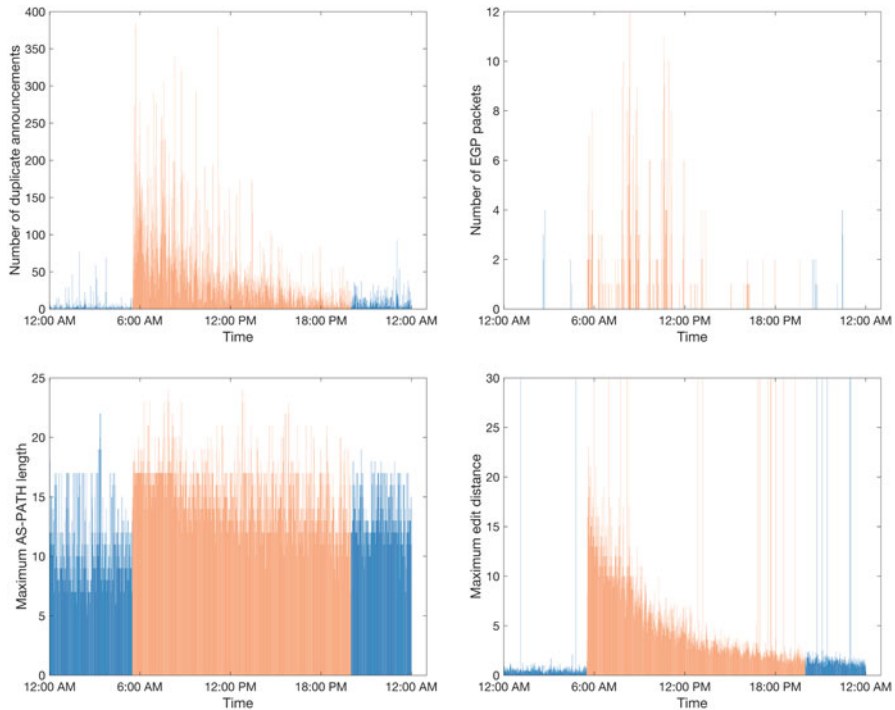 400
350
300
250
200
150
100
50
0
Number of duplicate announcements
12:00 AM 6:00 AM 12:00 PM 18:00 PM 12:00 AM
Time
12
10
8
6
4
2
0
Number of EGP packets
12:00 AM 6:00 AM 12:00 PM 18:00 PM 12:00 AM
Time
25
20
15
10
5
0
Maximum AS-PATH length
12:00 AM 6:00 AM 12:00 PM 18:00 PM 12:00 AM
Time
30
25
20
15
10
5
0
Maximum edit distance
12:00 AM 6:00 AM 12:00 PM 18:00 PM 12:00 AM
Time